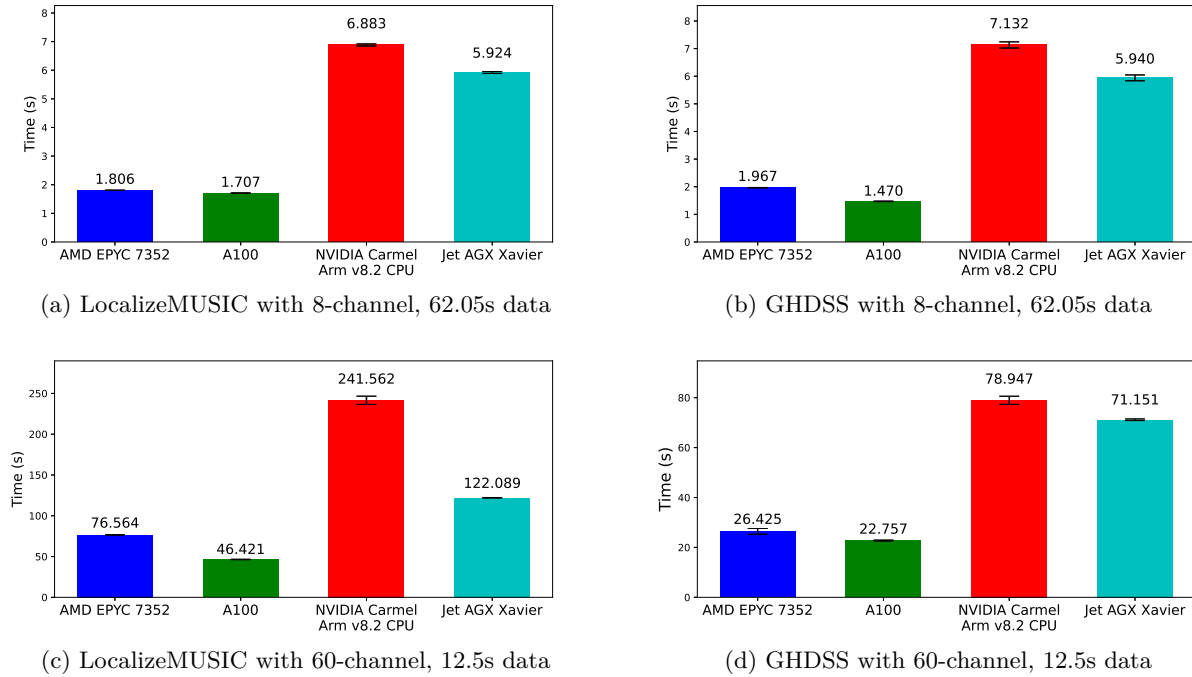 8
7
6
5
4
3
2
1
0
Time (s)
1.806
1.707
6.883
5.924
AMD EPYC 7352
A100
NVIDIA Carmel
Arm v8.2 CPU
Jet AGX Xavier
(a) LocalizeMUSIC with 8-channel, 62.05s data
8
7
6
5
4
3
2
1
0
Time (s)
1.967
1.470
7.132
5.940
AMD EPYC 7352
A100
NVIDIA Carmel
Arm v8.2 CPU
Jet AGX Xavier
(b) GHDSS with 8-channel, 62.05s data
250
200
150
100
50
0
Time (s)
76.564
46.421
241.562
122.089
AMD EPYC 7352
A100
NVIDIA Carmel
Arm v8.2 CPU
Jet AGX Xavier
(c) LocalizeMUSIC with 60-channel, 12.5s data
80
60
40
20
0
Time (s)
26.425
22.757
78.947
71.151
AMD EPYC 7352
A100
NVIDIA Carmel
Arm v8.2 CPU
Jet AGX Xavier
(d) GHDSS with 60-channel, 12.5s data